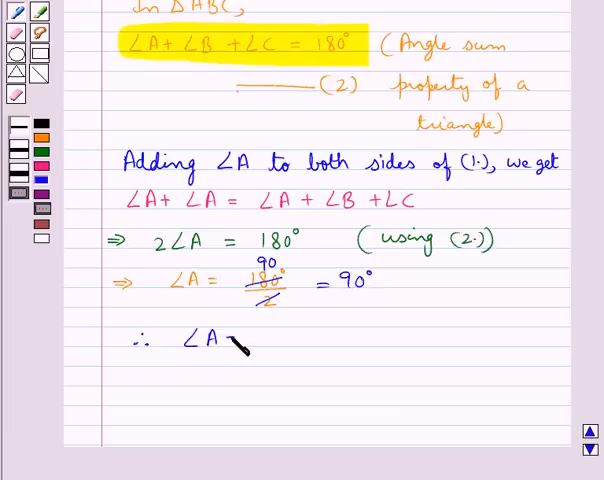 In ΔABC,
∠A+ ∠B +∠C = 180° (Angle sum
——— (2) property of a
triangle)
Adding ∠A to both sides of (1.), we get
∠A+ ∠A = ∠A + ∠B +∠C
⇒ 2∠A = 180° (using (2.))
90
⇒ ∠A = 180°/2 = 90°
∴ ∠A -